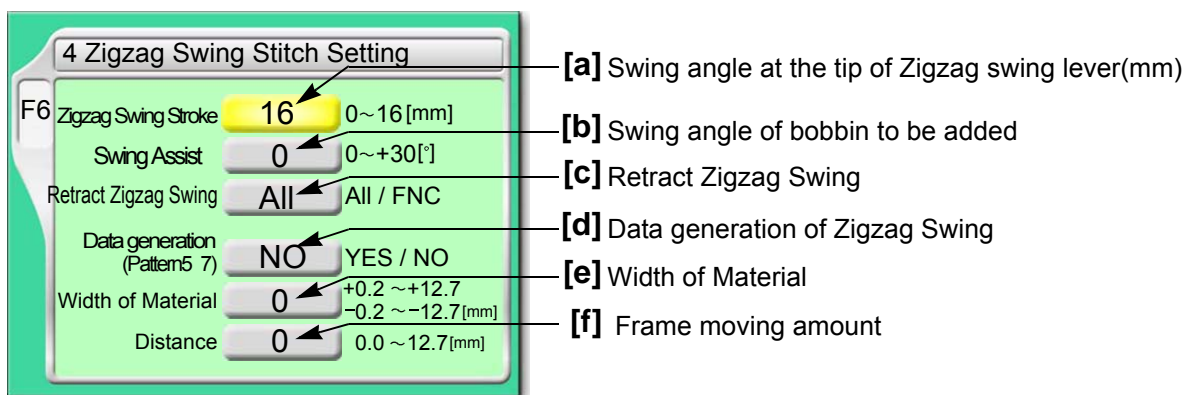 4 Zigzag Swing Stitch Setting
F6
Zigzag Swing Stroke 16 0~16 [mm]
Swing Assist 0 0~+30[°]
Retract Zigzag Swing All All / FNC
Data generation
(Pattern5 7) NO YES / NO
Width of Material 0 +0.2 ~+12.7
−0.2 ~−12.7[mm]
Distance 0 0.0 ~12.7[mm]
[a] Swing angle at the tip of Zigzag swing lever(mm)
[b] Swing angle of bobbin to be added
[c] Retract Zigzag Swing
[d] Data generation of Zigzag Swing
[e] Width of Material
[f] Frame moving amount